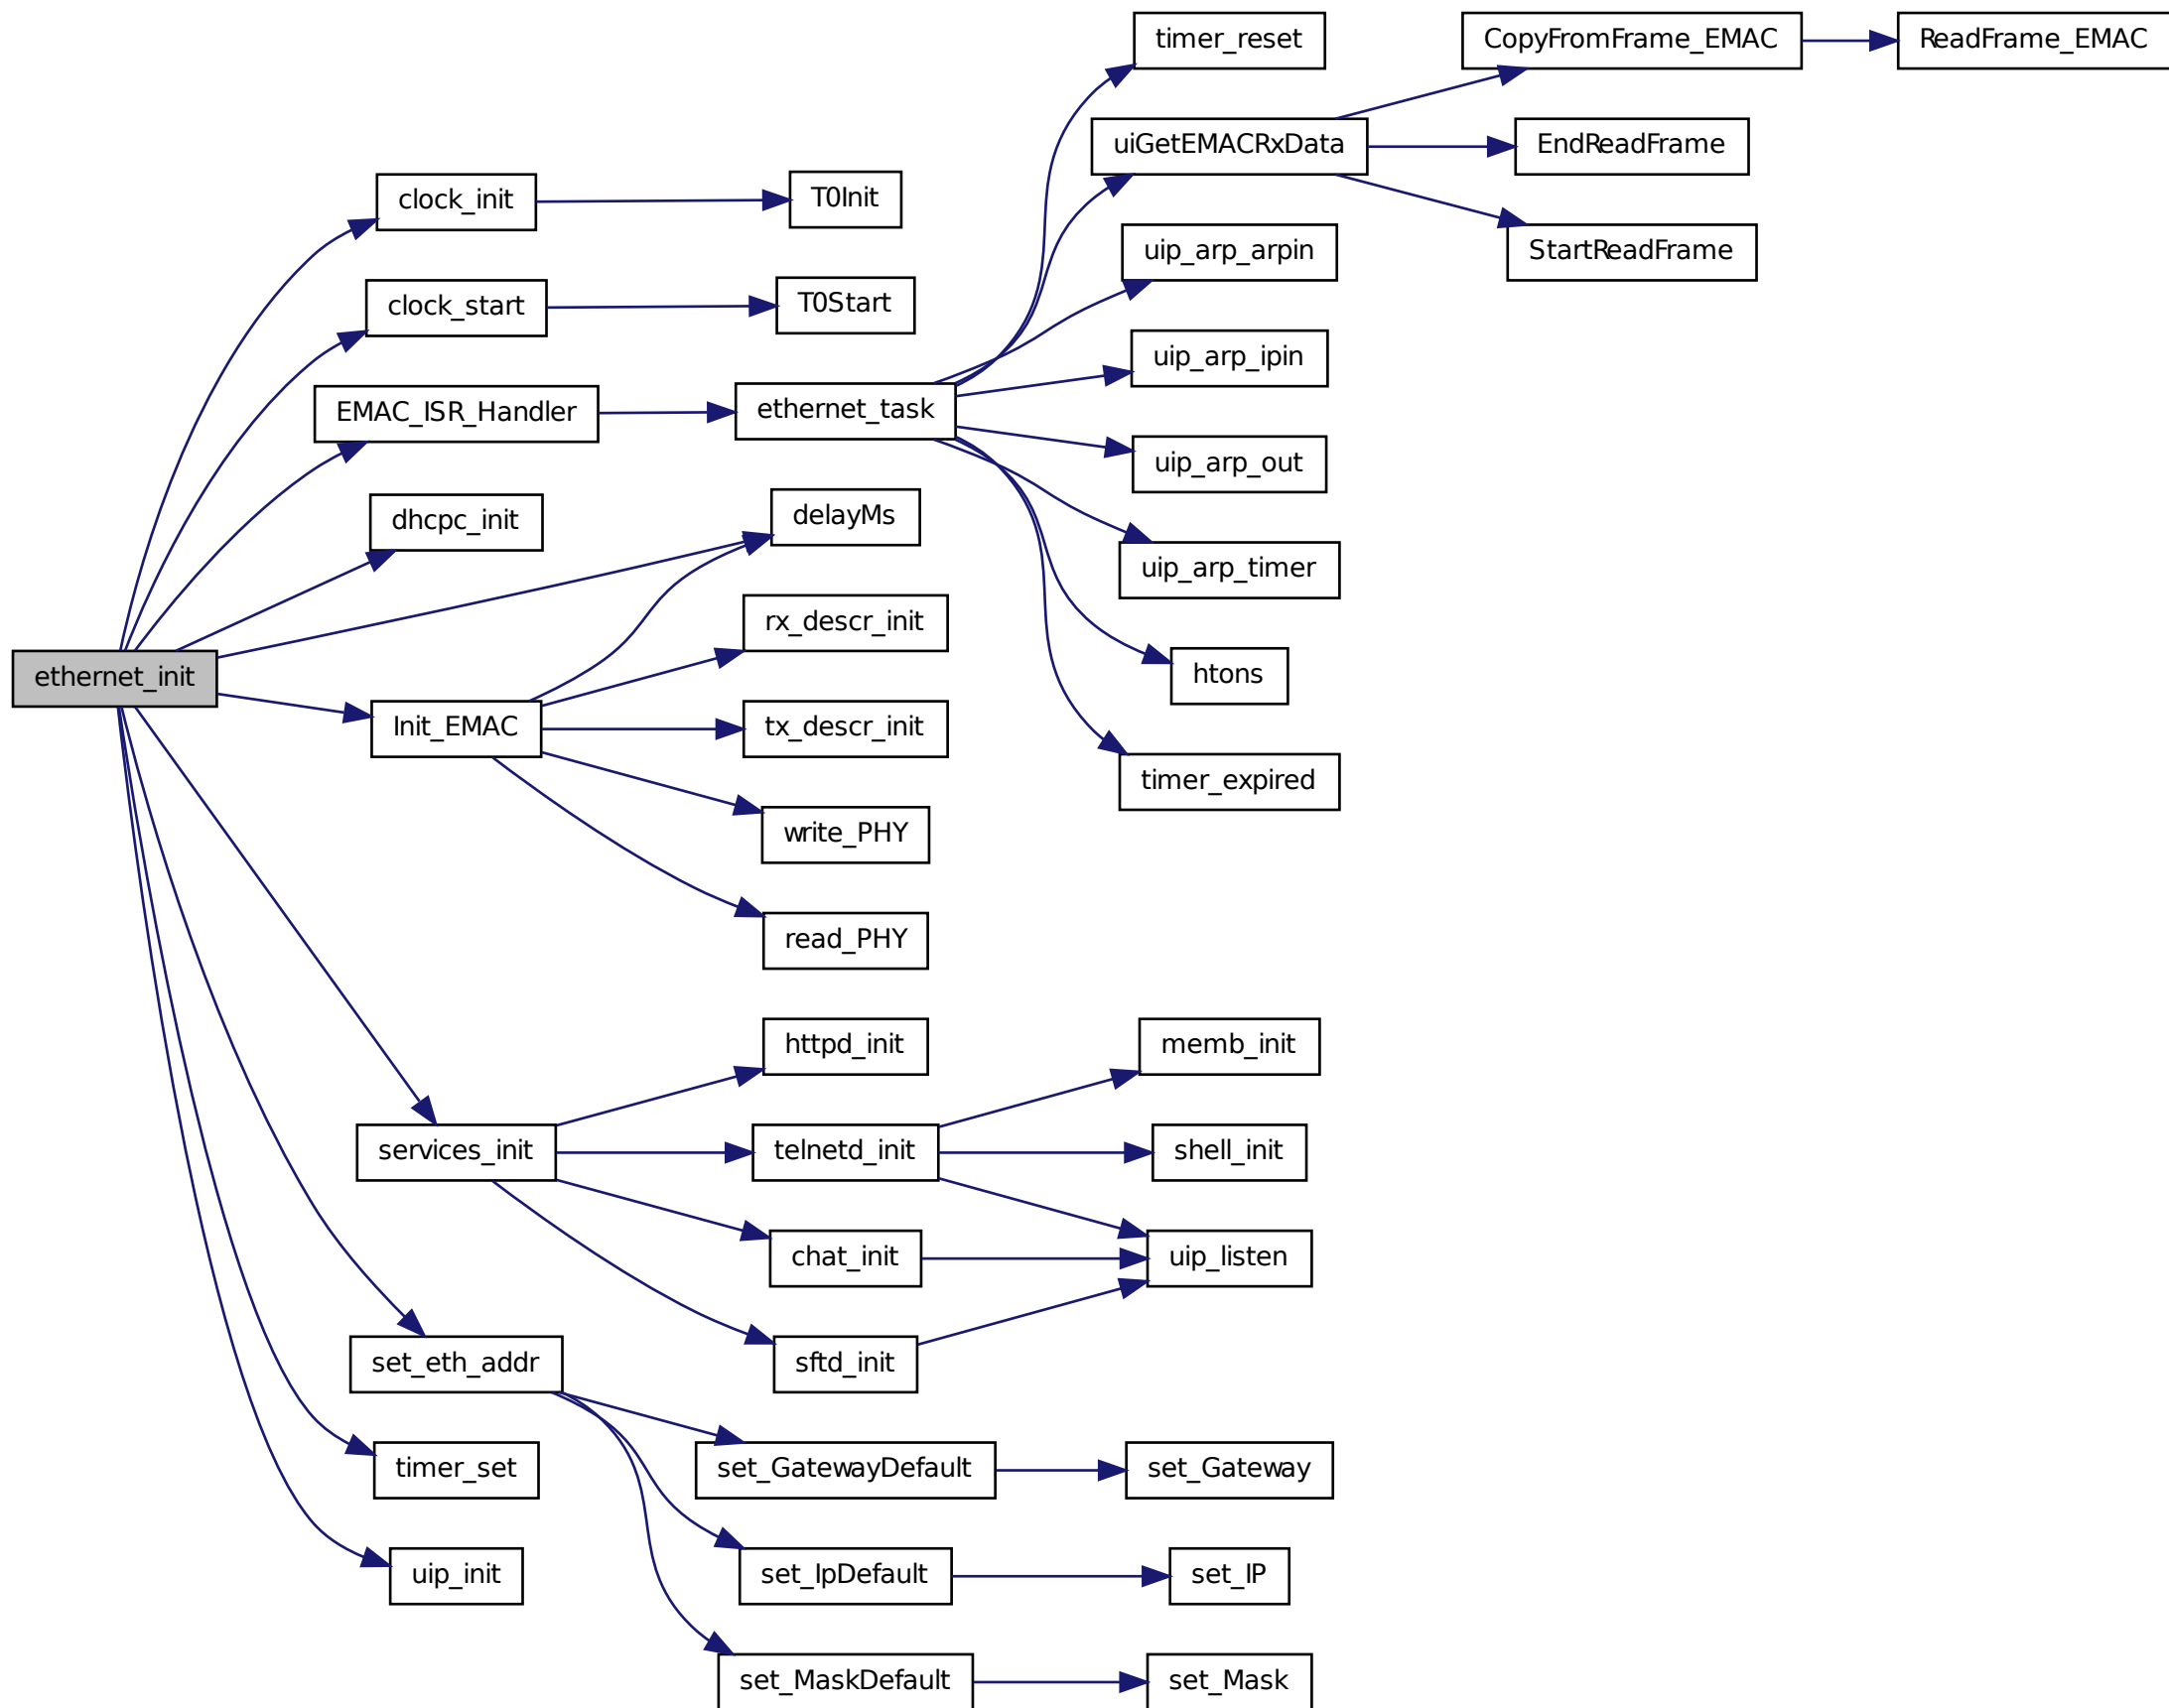 timer_reset
CopyFromFrame_EMAC
ReadFrame_EMAC
uiGetEMACRxData
EndReadFrame
clock_init
T0Init
uip_arp_arpin
StartReadFrame
clock_start
T0Start
uip_arp_ipin
EMAC_ISR_Handler
ethernet_task
uip_arp_out
dhcpc_init
delayMs
uip_arp_timer
rx_descr_init
ethernet_init
htons
Init_EMAC
tx_descr_init
timer_expired
write_PHY
read_PHY
httpd_init
memb_init
services_init
telnetd_init
shell_init
chat_init
uip_listen
set_eth_addr
sftd_init
timer_set
set_GatewayDefault
set_Gateway
uip_init
set_IpDefault
set_IP
set_MaskDefault
set_Mask